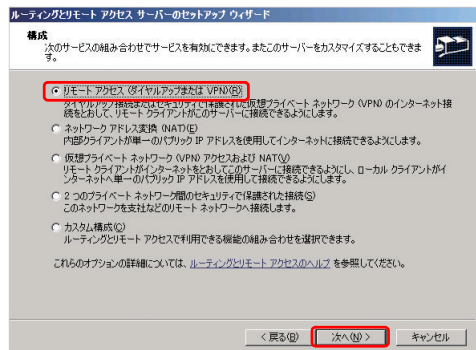 ルーティングとリモート アクセス サーバーのセットアップ ウィザード
構成
次のサービスの組み合わせでサービスを有効にできます。またこのサーバーをカスタマイズすることもできま
す。
リモート アクセス (ダイヤルアップまたは VPN)(R)
ダイヤルアップ接続またはセキュリティで保護された仮想プライベート ネットワーク (VPN) のインターネット接
続をとおして、リモート クライアントがこのサーバーに接続できるようにします。
ネットワーク アドレス変換 (NAT)(E)
内部クライアントが単一のパブリック IP アドレスを使用してインターネットに接続できるようにします。
仮想プライベート ネットワーク (VPN) アクセスおよび NAT(V)
リモート クライアントがインターネットをとおしてこのサーバーに接続できるようにし、ローカル クライアントがイ
ンターネットへ単一のパブリック IP アドレスを使用して接続できるようにします。
2 つのプライベート ネットワーク間のセキュリティで保護された接続(S)
このネットワークを支社などのリモート ネットワークへ接続します。
カスタム構成(C)
ルーティングとリモート アクセスで利用できる機能の組み合わせを選択できます。
これらのオプションの詳細については、ルーティングとリモート アクセスのヘルプ を参照してください。
< 戻る(B) 次へ(N) > キャンセル